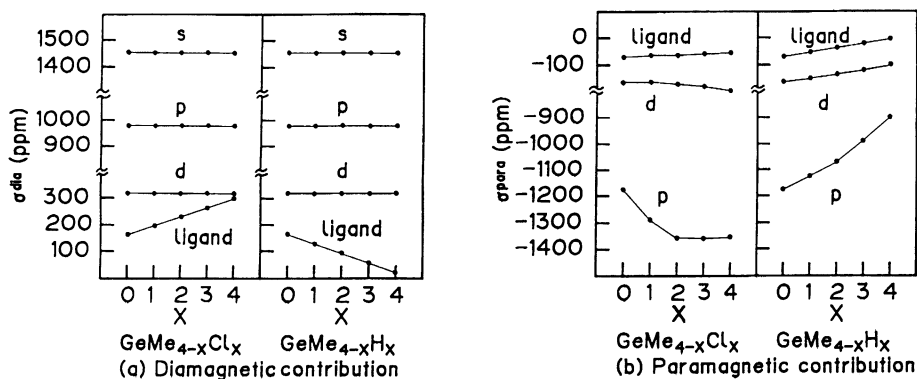 σ^dia (ppm)
1500
1400
1000
900
300
200
100
s
p
d
ligand
s
p
d
ligand
0 1 2 3 4
X
0 1 2 3 4
X
GeMe₄₋ₓClₓ
GeMe₄₋ₓHₓ
(a) Diamagnetic contribution
σ^para (ppm)
0
-100
-900
-1000
-1100
-1200
-1300
-1400
ligand
d
p
ligand
d
p
0 1 2 3 4
X
0 1 2 3 4
X
GeMe₄₋ₓClₓ
GeMe₄₋ₓHₓ
(b) Paramagnetic contribution